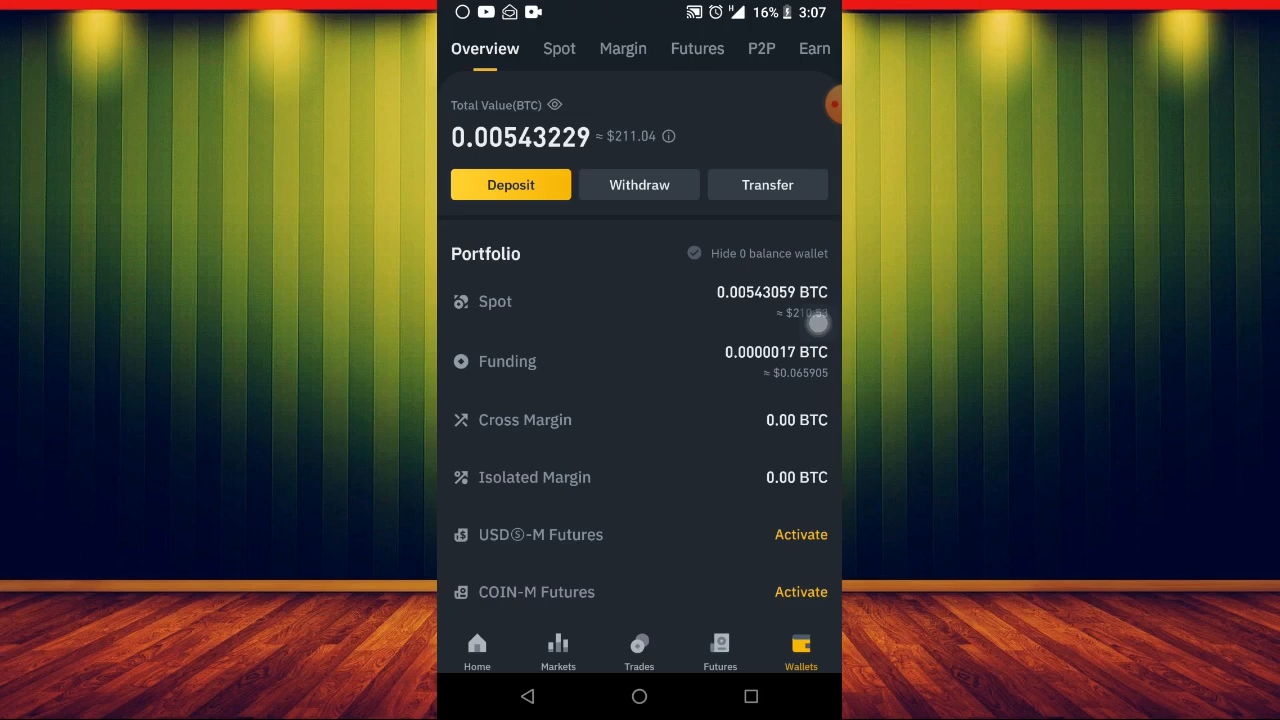 H 16% 3:07
Overview Spot Margin Futures P2P Earn
Total Value(BTC)
0.00543229 ≈ $211.04
Deposit Withdraw Transfer
Portfolio Hide 0 balance wallet
Spot 0.00543059 BTC
≈ $210.53
Funding 0.0000017 BTC
≈ $0.065905
Cross Margin 0.00 BTC
Isolated Margin 0.00 BTC
USDⓈ-M Futures Activate
COIN-M Futures Activate
Home Markets Trades Futures Wallets